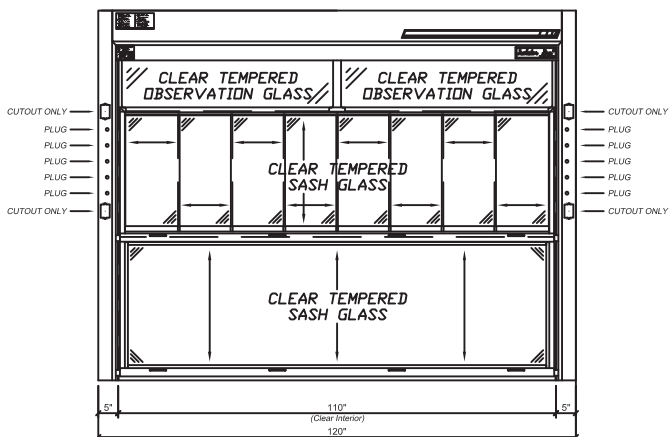 CLEAR TEMPERED
OBSERVATION GLASS
CLEAR TEMPERED
OBSERVATION GLASS
CUTOUT ONLY
PLUG
PLUG
PLUG
PLUG
PLUG
CUTOUT ONLY
CLEAR TEMPERED
SASH GLASS
CUTOUT ONLY
PLUG
PLUG
PLUG
PLUG
PLUG
CUTOUT ONLY
CLEAR TEMPERED
SASH GLASS
5"
110"
(Clear Interior)
5"
120"